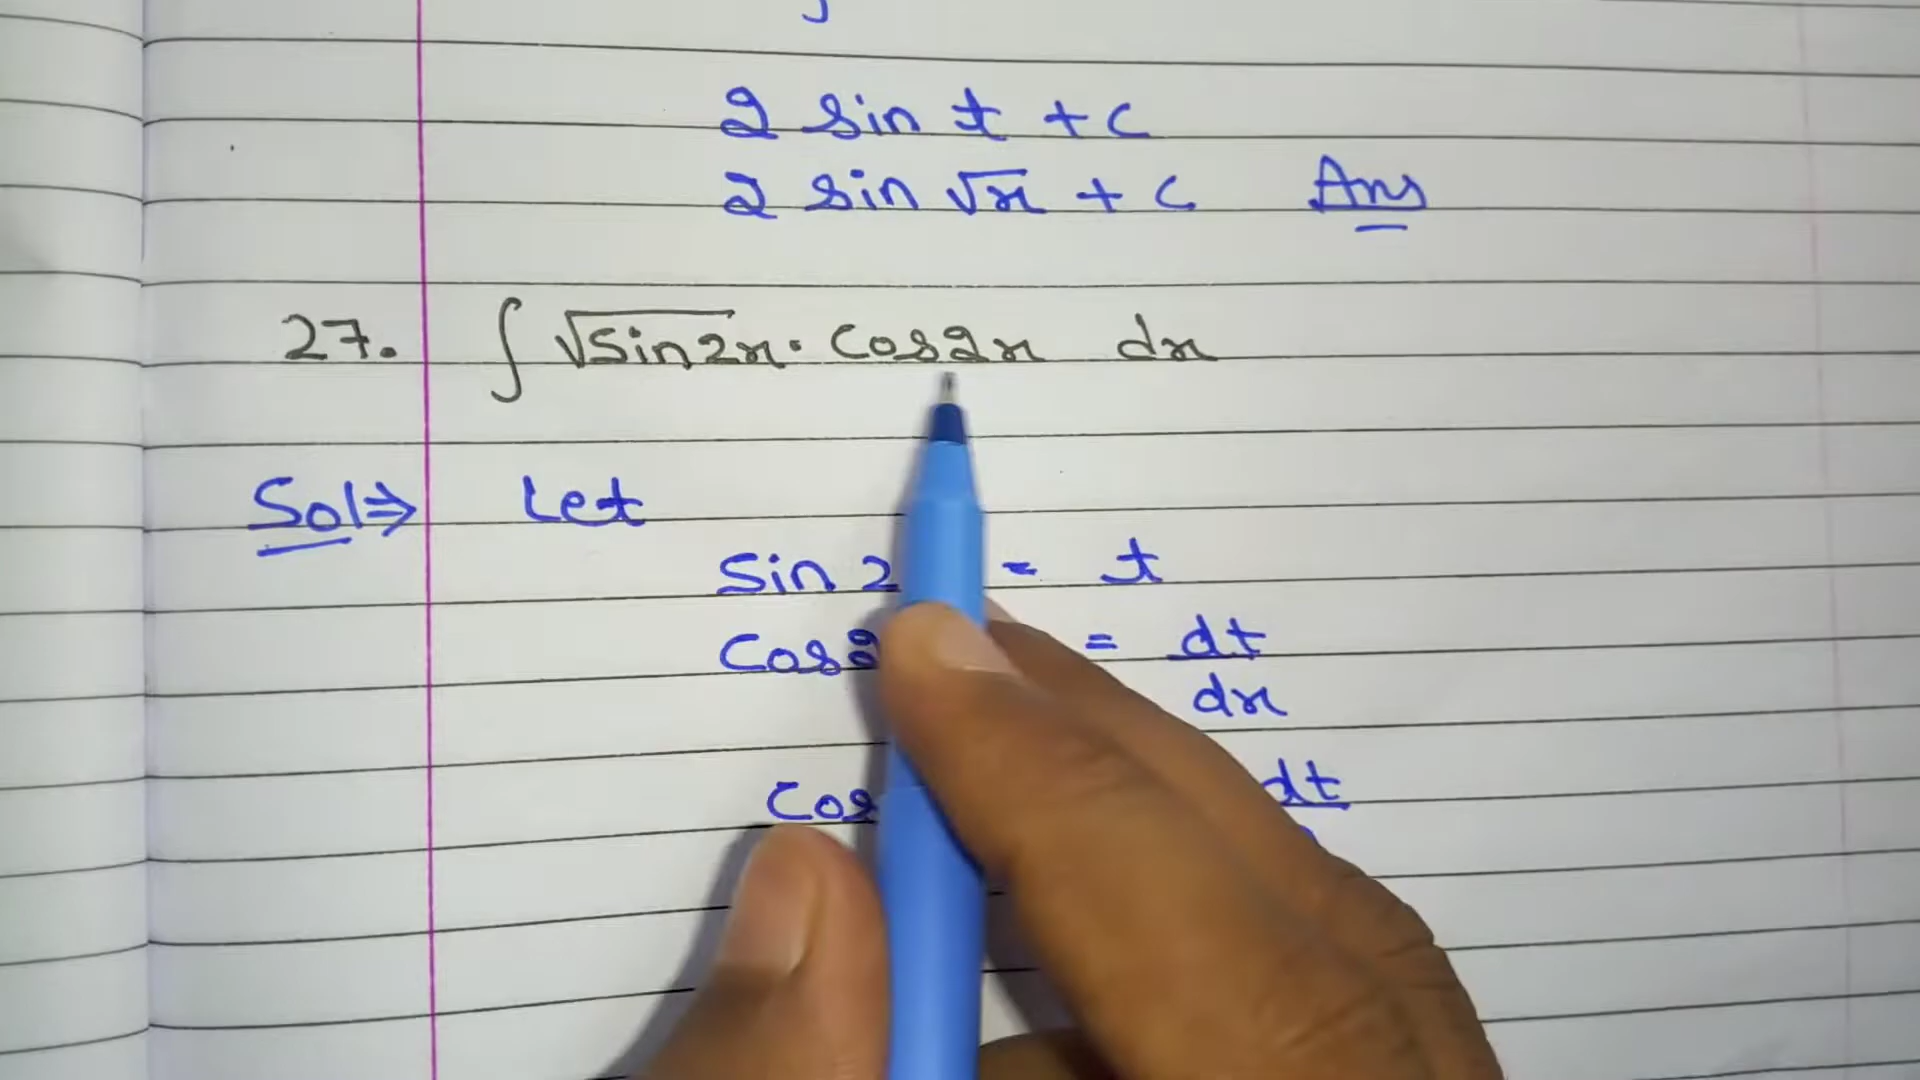 2 sin t + c
2 sin √x + c Ans
27. ∫ √sin2x · cos2x dx
Sol⇒ Let
Sin 2 = t
Cos2 = dt/dx
Cos dt